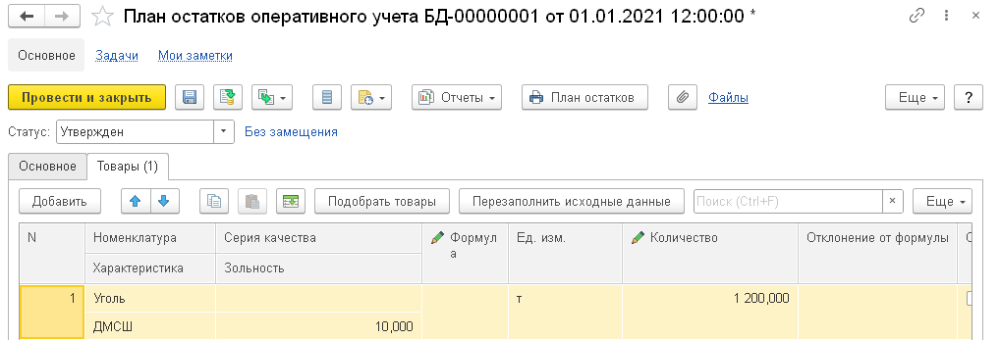 План остатков оперативного учета БД-00000001 от 01.01.2021 12:00:00 *
Основное Задачи Мои заметки
Провести и закрыть Отчеты План остатков Файлы Еще ?
Статус: Утвержден Без замещения
Основное Товары (1)
Добавить Подобрать товары Перезаполнить исходные данные Поиск (Ctrl+F) × Еще
N Номенклатура Серия качества Формул Ед. изм. Количество Отклонение от формулы С
а
Характеристика Зольность
1 Уголь т 1 200,000
ДМСШ 10,000